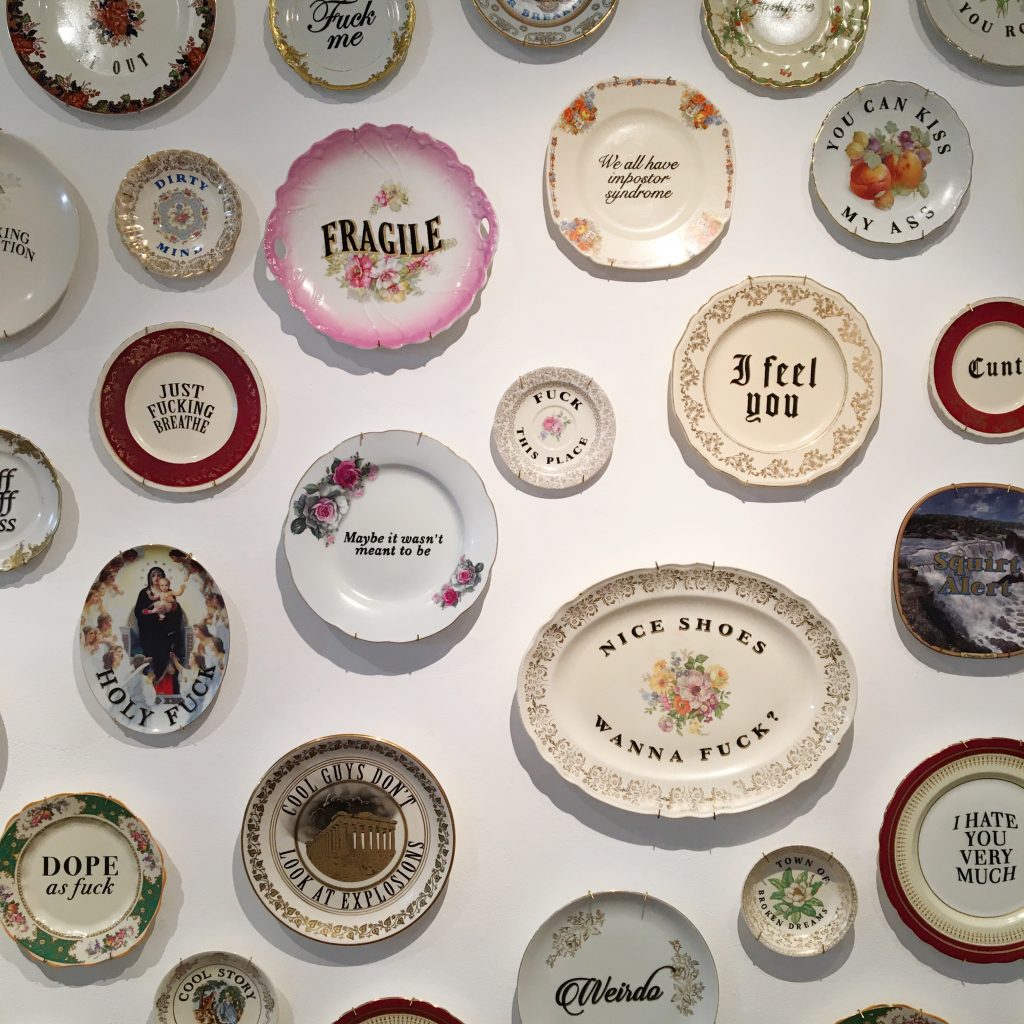 OUT
Fuck
me
YOU CAN KISS
MY ASS
DIRTY
MIND
FRAGILE
We all have
impostor
syndrome
JUST
FUCKING
BREATHE
FUCK
THIS PLACE
I feel
you
Cunt
Maybe it wasn't
meant to be
Squirt
Alert
HOLY FUCK
NICE SHOES
WANNA FUCK?
COOL GUYS DON'T
LOOK AT EXPLOSIONS
DOPE
as fuck
I HATE
YOU
VERY
MUCH
TOWN OF
BROKEN DREAMS
COOL STORY
Weirdo